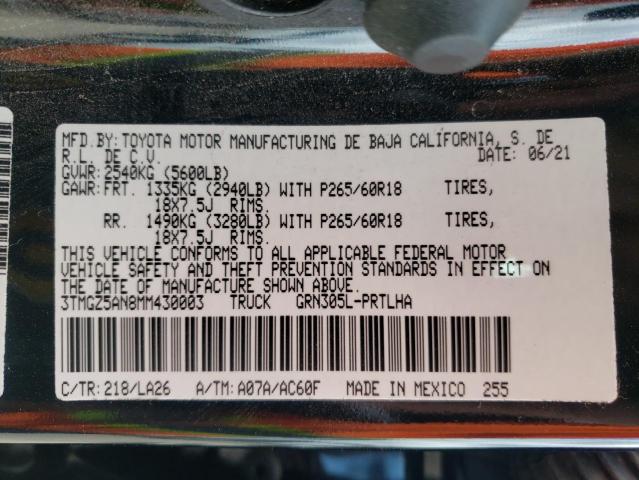 MFD.BY:TOYOTA MOTOR MANUFACTURING DE BAJA CALIFORNIA, S. DE
R.L. DE C.V. DATE: 06/21
GVWR: 2540KG (5600LB)
GAWR: FRT. 1335KG (2940LB) WITH P265/60R18 TIRES,
18X7.5J RIMS.
RR. 1490KG (3280LB) WITH P265/60R18 TIRES,
18X7.5J RIMS.
THIS VEHICLE CONFORMS TO ALL APPLICABLE FEDERAL MOTOR
VEHICLE SAFETY AND THEFT PREVENTION STANDARDS IN EFFECT ON
THE DATE OF MANUFACTURE SHOWN ABOVE.
3TMGZ5AN8MM430003 TRUCK GRN305L-PRTLHA
C/TR: 218/LA26 A/TM: A07A/AC60F MADE IN MEXICO 255